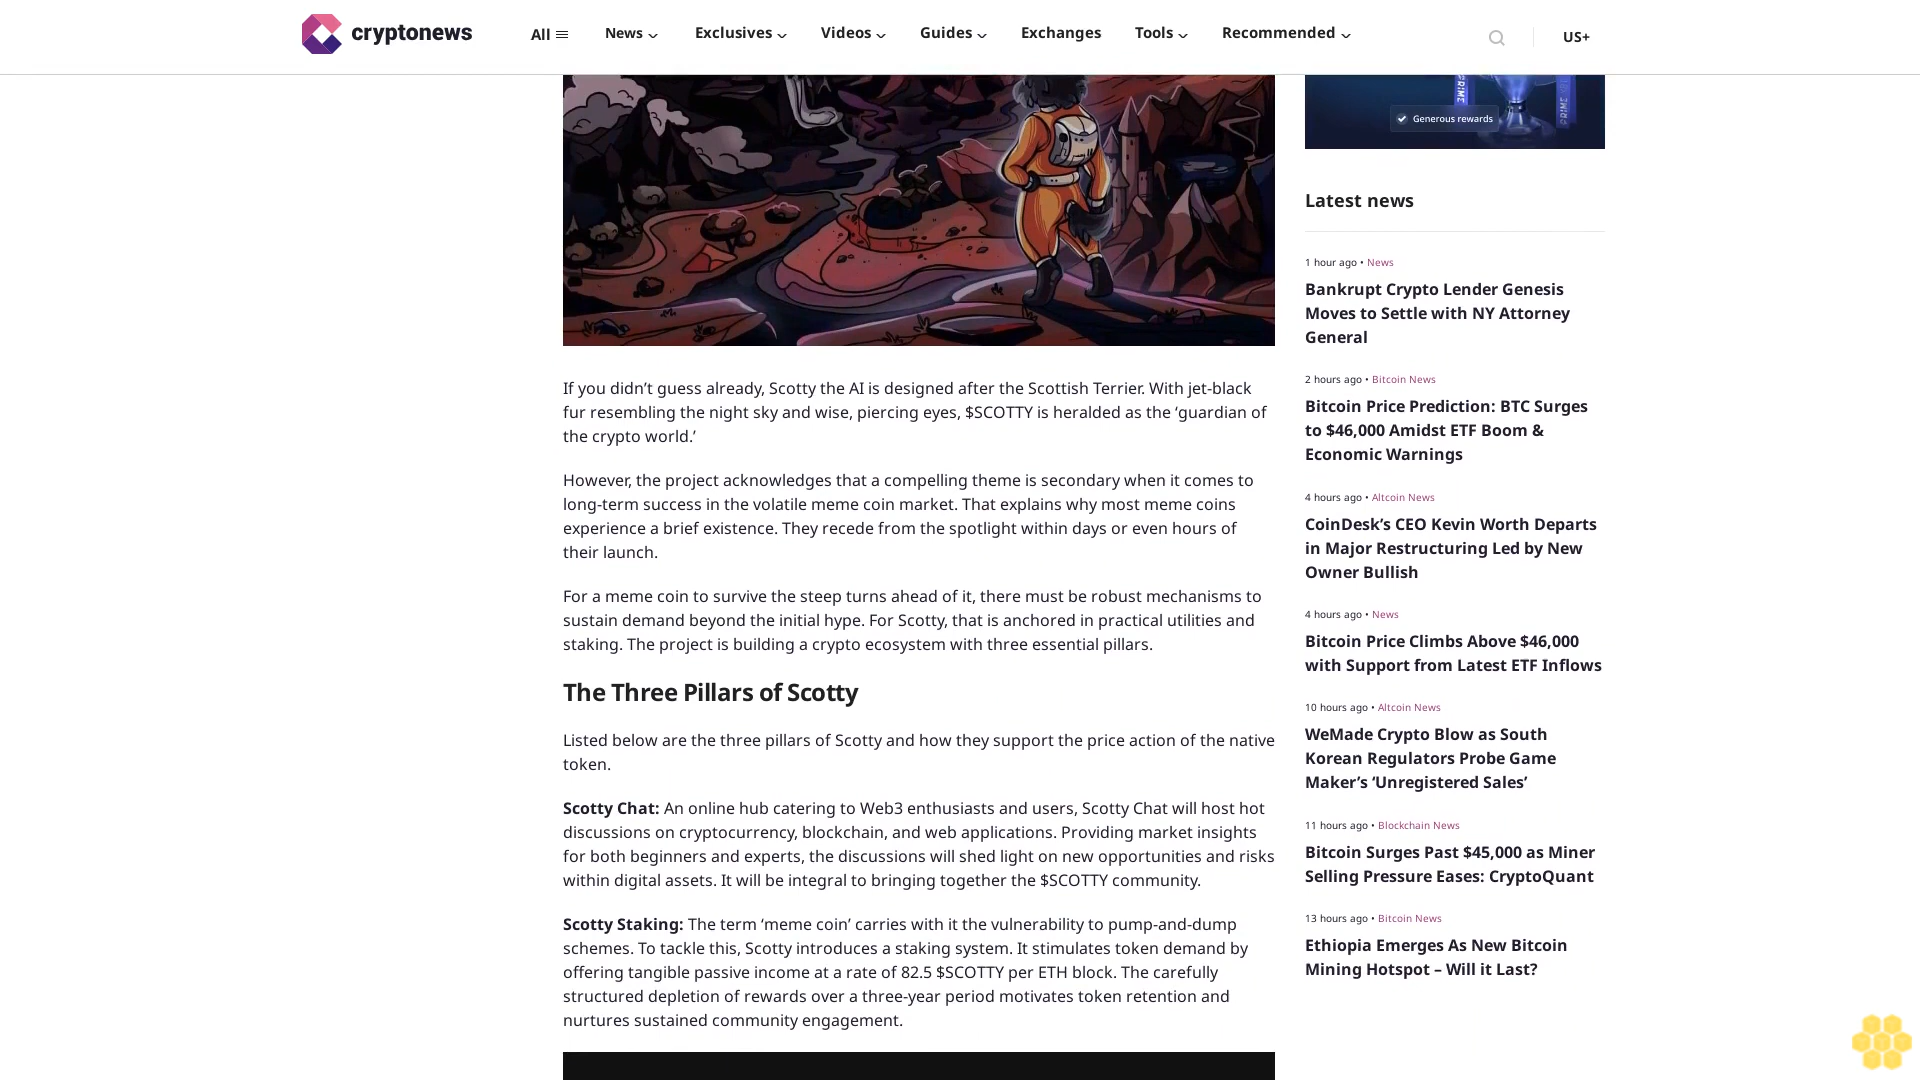 cryptonews
All
News
Exclusives
Videos
Guides
Exchanges
Tools
Recommended
US+
PRIME
PRIME
Generous rewards
If you didn’t guess already, Scotty the AI is designed after the Scottish Terrier. With jet-black
fur resembling the night sky and wise, piercing eyes, $SCOTTY is heralded as the ‘guardian of
the crypto world.’
However, the project acknowledges that a compelling theme is secondary when it comes to
long-term success in the volatile meme coin market. That explains why most meme coins
experience a brief existence. They recede from the spotlight within days or even hours of
their launch.
For a meme coin to survive the steep turns ahead of it, there must be robust mechanisms to
sustain demand beyond the initial hype. For Scotty, that is anchored in practical utilities and
staking. The project is building a crypto ecosystem with three essential pillars.
The Three Pillars of Scotty
Listed below are the three pillars of Scotty and how they support the price action of the native
token.
Scotty Chat: An online hub catering to Web3 enthusiasts and users, Scotty Chat will host hot
discussions on cryptocurrency, blockchain, and web applications. Providing market insights
for both beginners and experts, the discussions will shed light on new opportunities and risks
within digital assets. It will be integral to bringing together the $SCOTTY community.
Scotty Staking: The term ‘meme coin’ carries with it the vulnerability to pump-and-dump
schemes. To tackle this, Scotty introduces a staking system. It stimulates token demand by
offering tangible passive income at a rate of 82.5 $SCOTTY per ETH block. The carefully
structured depletion of rewards over a three-year period motivates token retention and
nurtures sustained community engagement.
Latest news
1 hour ago • News
Bankrupt Crypto Lender Genesis
Moves to Settle with NY Attorney
General
2 hours ago • Bitcoin News
Bitcoin Price Prediction: BTC Surges
to $46,000 Amidst ETF Boom &
Economic Warnings
4 hours ago • Altcoin News
CoinDesk’s CEO Kevin Worth Departs
in Major Restructuring Led by New
Owner Bullish
4 hours ago • News
Bitcoin Price Climbs Above $46,000
with Support from Latest ETF Inflows
10 hours ago • Altcoin News
WeMade Crypto Blow as South
Korean Regulators Probe Game
Maker’s ‘Unregistered Sales’
11 hours ago • Blockchain News
Bitcoin Surges Past $45,000 as Miner
Selling Pressure Eases: CryptoQuant
13 hours ago • Bitcoin News
Ethiopia Emerges As New Bitcoin
Mining Hotspot – Will it Last?